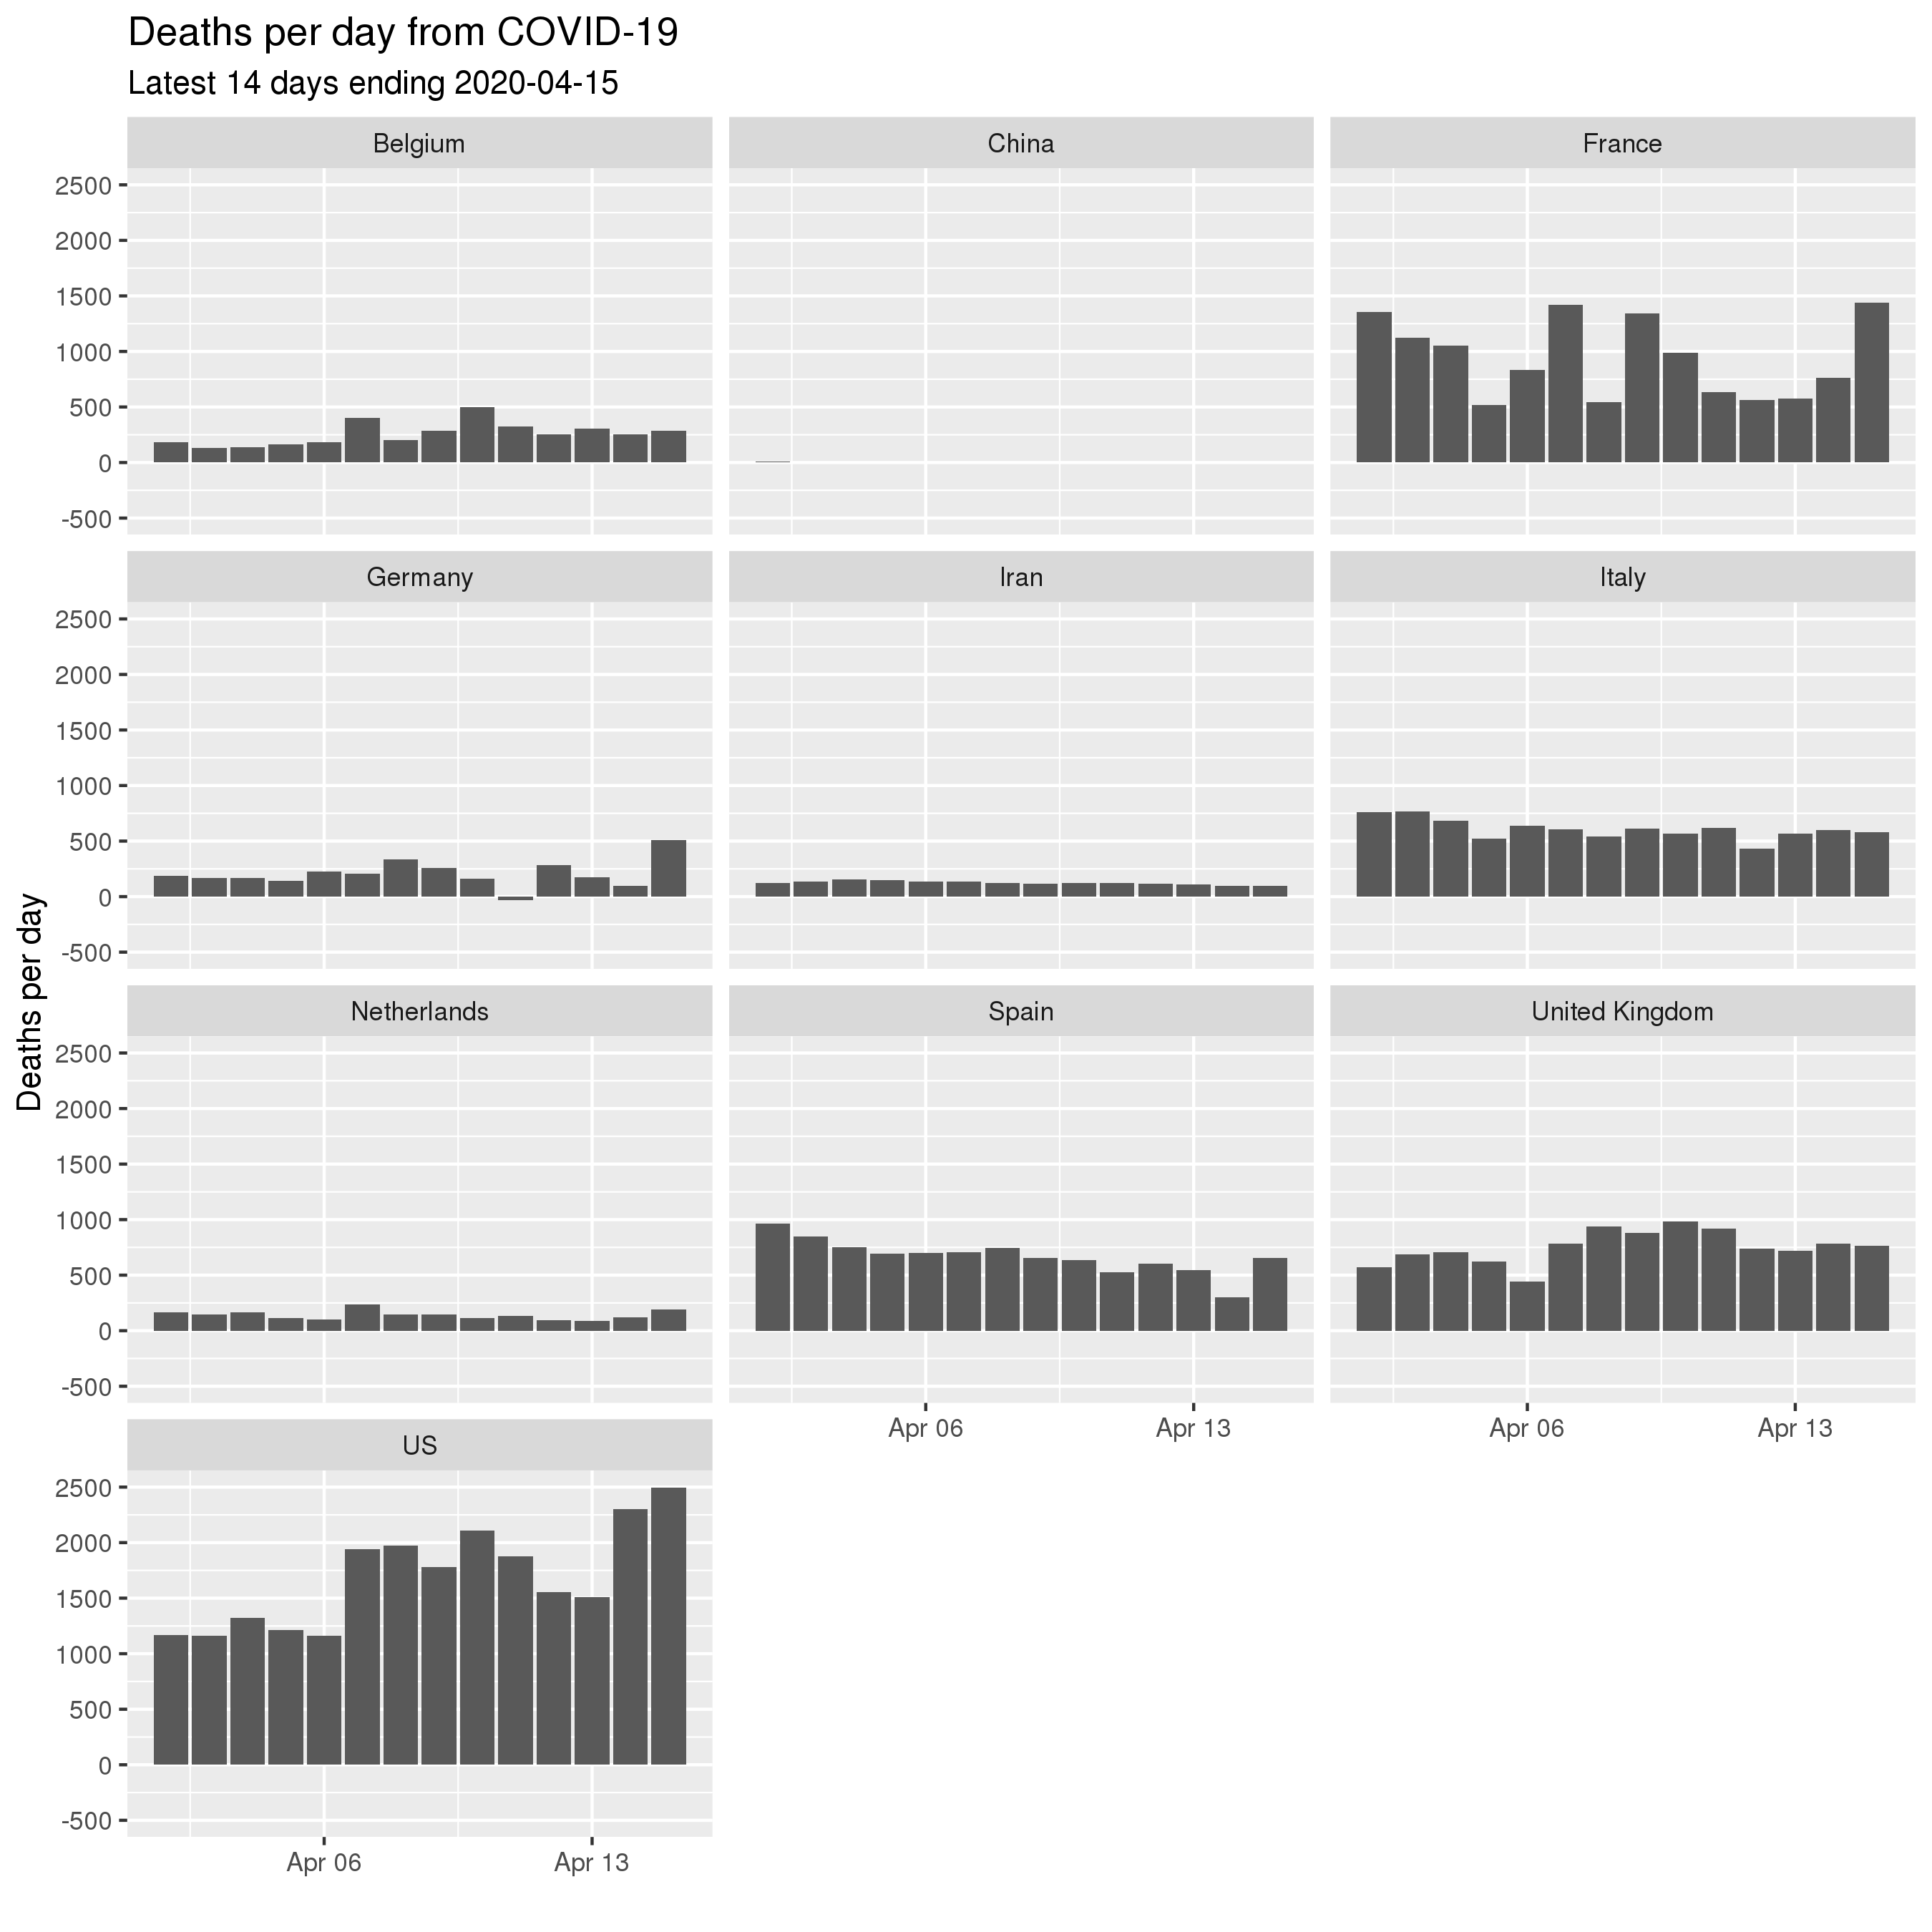 Deaths per day from COVID-19
Latest 14 days ending 2020-04-15
Deaths per day
Belgium
China
France
2500
2000
1500
1000
500
0
-500
Germany
Iran
Italy
2500
2000
1500
1000
500
0
-500
Netherlands
Spain
United Kingdom
2500
2000
1500
1000
500
0
-500
Apr 06
Apr 13
Apr 06
Apr 13
US
2500
2000
1500
1000
500
0
-500
Apr 06
Apr 13